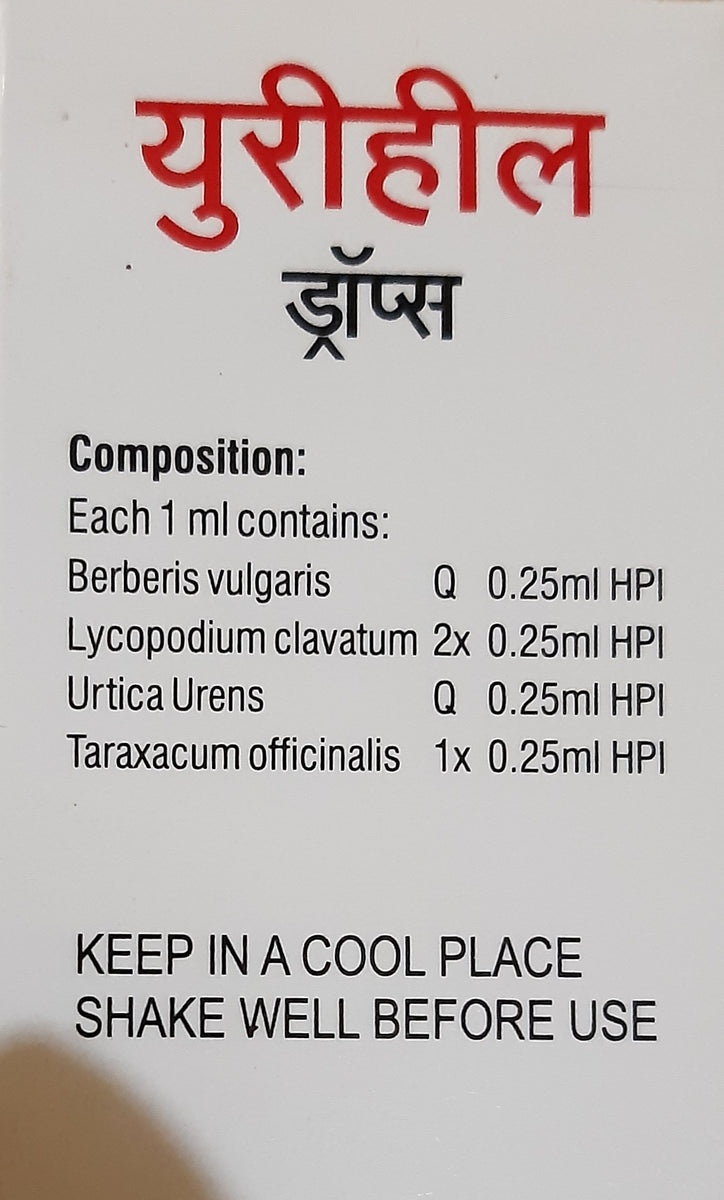 युरीहील
ड्रॉप्स
Composition:
Each 1 ml contains:
Berberis vulgaris Q 0.25ml HPI
Lycopodium clavatum 2x 0.25ml HPI
Urtica Urens Q 0.25ml HPI
Taraxacum officinalis 1x 0.25ml HPI
KEEP IN A COOL PLACE
SHAKE WELL BEFORE USE